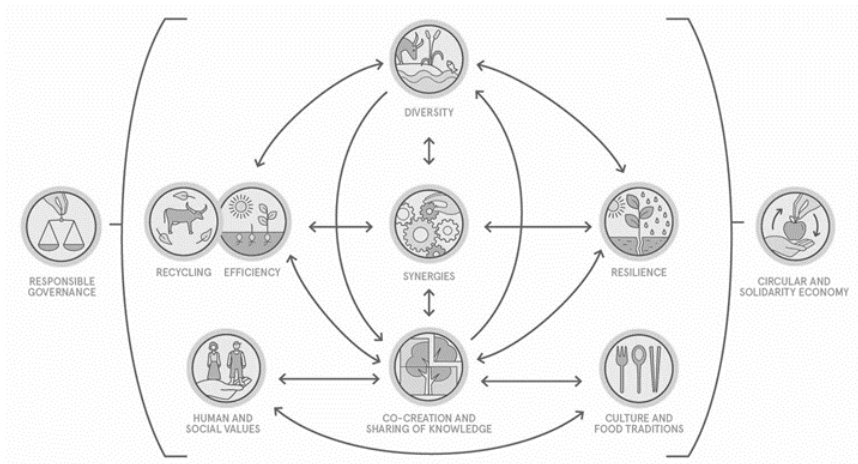 DIVERSITY
RECYCLING
EFFICIENCY
SYNERGIES
RESILIENCE
RESPONSIBLE
GOVERNANCE
CIRCULAR AND
SOLIDARITY ECONOMY
HUMAN AND
SOCIAL VALUES
CO-CREATION AND
SHARING OF KNOWLEDGE
CULTURE AND
FOOD TRADITIONS